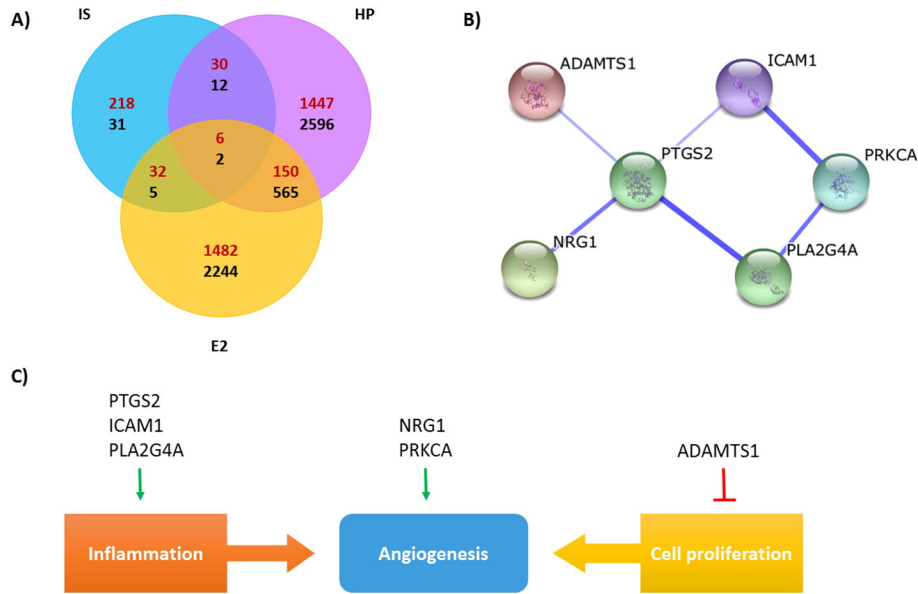 A)
IS
HP
30
12
218
31
1447
2596
6
2
32
5
150
565
1482
2244
E2
B)
ADAMTS1
ICAM1
PTGS2
PRKCA
NRG1
PLA2G4A
C)
PTGS2
ICAM1
PLA2G4A
NRG1
PRKCA
ADAMTS1
Inflammation
Angiogenesis
Cell proliferation